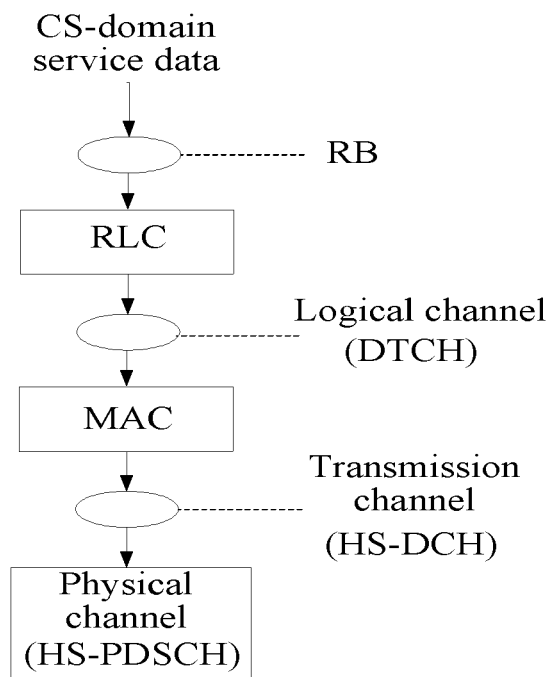 CS-domain
service data
RB
RLC
Logical channel
(DTCH)
MAC
Transmission
channel
(HS-DCH)
Physical
channel
(HS-PDSCH)